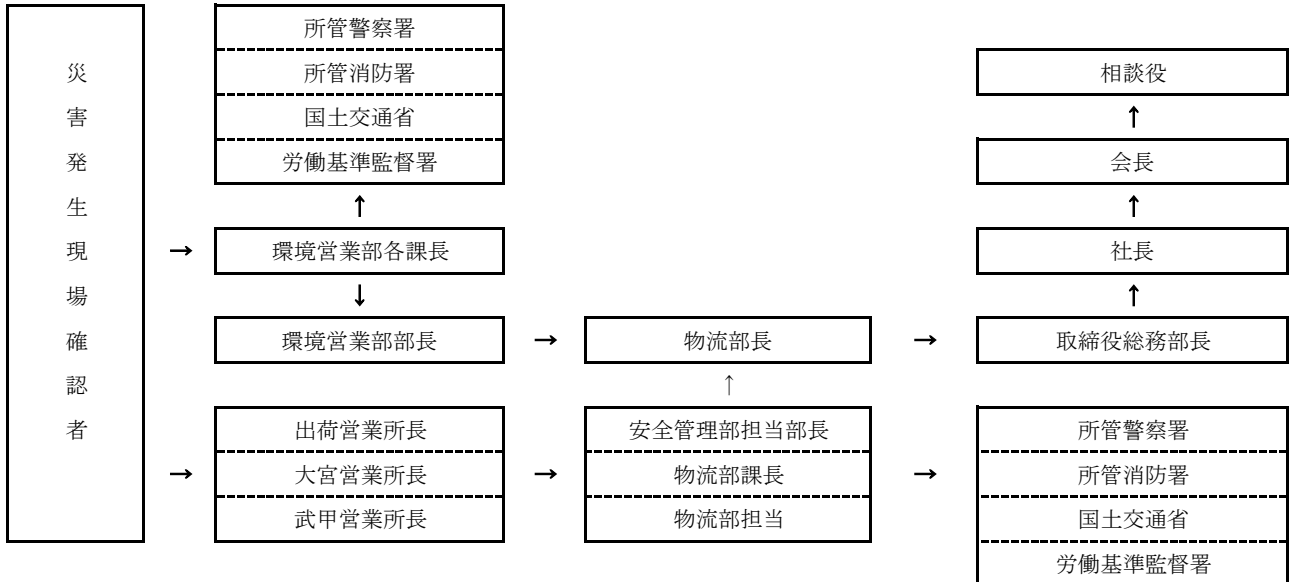 災害発生現場確認者
所管警察署
所管消防署
国土交通省
労働基準監督署
↑
→
環境営業部各課長
↓
環境営業部部長
→
物流部長
→
取締役総務部長
↑
社長
↑
会長
↑
相談役
→
出荷営業所長
大宮営業所長
武甲営業所長
→
安全管理部担当部長
物流部課長
物流部担当
↑
→
所管警察署
所管消防署
国土交通省
労働基準監督署